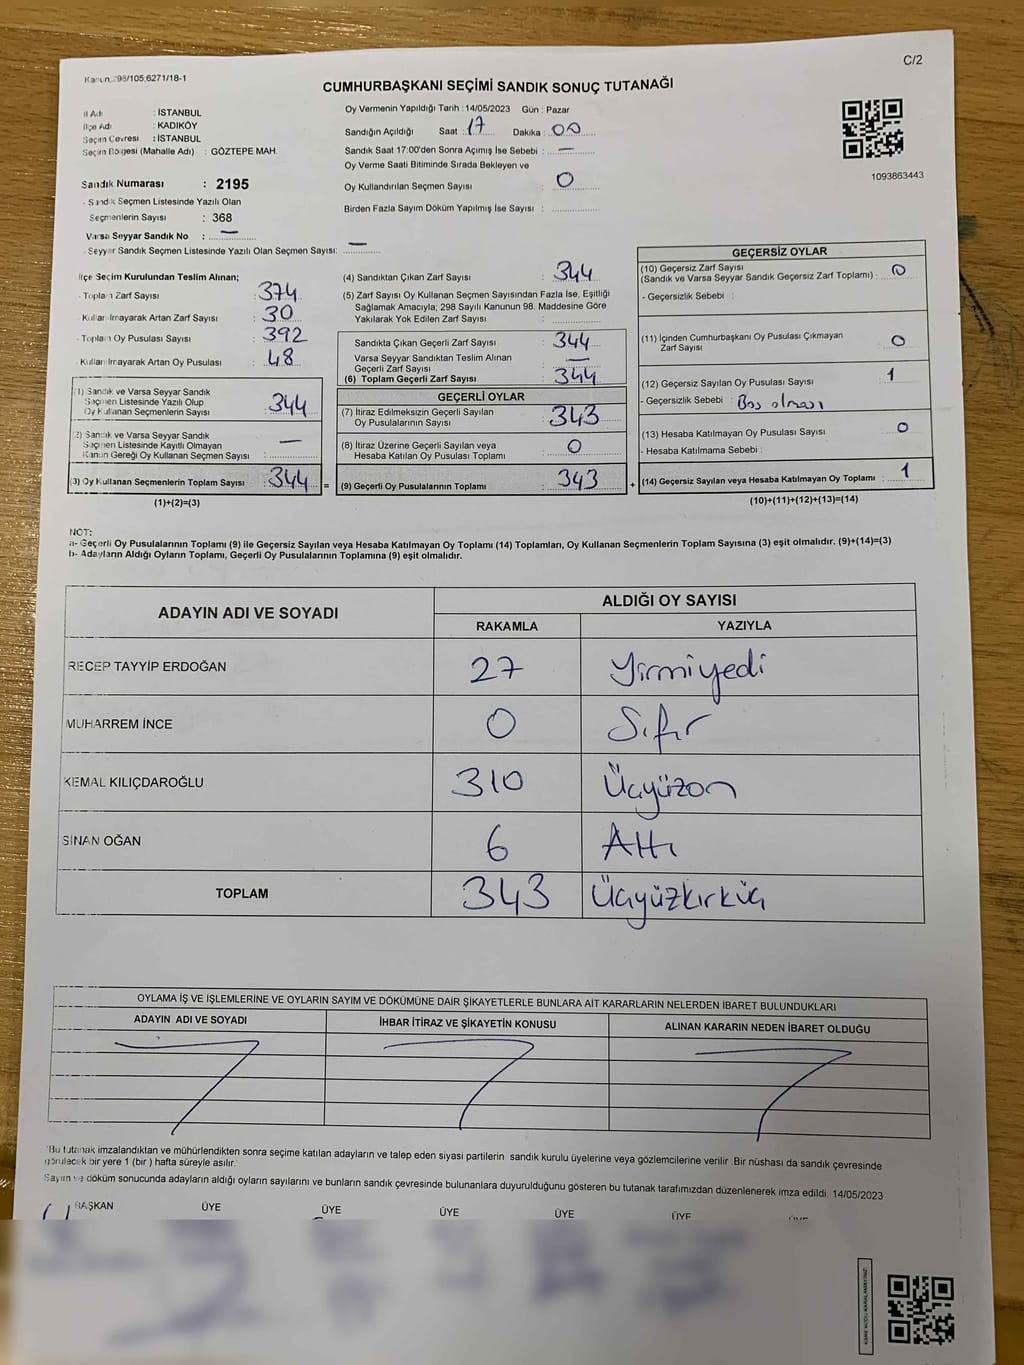 C/2
Kanun: 298/105;6271/18-1
CUMHURBAŞKANI SEÇİMİ SANDIK SONUÇ TUTANAĞI
İl Adı : İSTANBUL
İlçe Adı : KADIKÖY
Seçim Çevresi : İSTANBUL
Seçim Bölgesi (Mahalle Adı) : GÖZTEPE MAH.
Sandık Numarası : 2195
- Sandık Seçmen Listesinde Yazılı Olan
Seçmenlerin Sayısı : 368
Varsa Seyyar Sandık No : —
- Seyyar Sandık Seçmen Listesinde Yazılı Olan Seçmen Sayısı: —
Oy Vermenin Yapıldığı Tarih : 14/05/2023 Gün : Pazar
Sandığın Açıldığı Saat : 17 Dakika : 00
Sandık Saat 17:00'den Sonra Açımış İse Sebebi : —
Oy Verme Saati Bitiminde Sırada Bekleyen ve
Oy Kullandırılan Seçmen Sayısı : 0
Birden Fazla Sayım Döküm Yapılmış İse Sayısı :
1093863443
İlçe Seçim Kurulundan Teslim Alınan;
- Toplam Zarf Sayısı : 374
- Kullanılmayarak Artan Zarf Sayısı : 30
- Toplam Oy Pusulası Sayısı : 392
- Kullanılmayarak Artan Oy Pusulası : 48
(1) Sandık ve Varsa Seyyar Sandık
Seçmen Listesinde Yazılı Olup
Oy Kullanan Seçmenlerin Sayısı : 344
(2) Sandık ve Varsa Seyyar Sandık
Seçmen Listesinde Kayıtlı Olmayan
Kanun Gereği Oy Kullanan Seçmen Sayısı : —
(3) Oy Kullanan Seçmenlerin Toplam Sayısı : 344 =
(1)+(2)=(3)
(4) Sandıktan Çıkan Zarf Sayısı : 344
(5) Zarf Sayısı Oy Kullanan Seçmen Sayısından Fazla İse, Eşitliği
Sağlamak Amacıyla; 298 Sayılı Kanunun 98. Maddesine Göre
Yakılarak Yok Edilen Zarf Sayısı :
Sandıkta Çıkan Geçerli Zarf Sayısı : 344
Varsa Seyyar Sandıktan Teslim Alınan
Geçerli Zarf Sayısı : —
(6) Toplam Geçerli Zarf Sayısı : 344
GEÇERLİ OYLAR
(7) İtiraz Edilmeksizin Geçerli Sayılan
Oy Pusulalarının Sayısı : 343
(8) İtiraz Üzerine Geçerli Sayılan veya
Hesaba Katılan Oy Pusulaları Toplamı : 0
(9) Geçerli Oy Pusulalarının Toplamı : 343 +
GEÇERSİZ OYLAR
(10) Geçersiz Zarf Sayısı
(Sandık ve Varsa Seyyar Sandık Geçersiz Zarf Toplamı) : 0
- Geçersizlik Sebebi :
(11) İçinden Cumhurbaşkanı Oy Pusulası Çıkmayan
Zarf Sayısı : 0
(12) Geçersiz Sayılan Oy Pusulası Sayısı : 1
- Geçersizlik Sebebi : Boş olması
(13) Hesaba Katılmayan Oy Pusulası Sayısı : 0
- Hesaba Katılmama Sebebi :
(14) Geçersiz Sayılan veya Hesaba Katılmayan Oy Toplamı : 1
(10)+(11)+(12)+(13)=(14)
NOT:
a- Geçerli Oy Pusulalarının Toplamı (9) ile Geçersiz Sayılan veya Hesaba Katılmayan Oy Toplamı (14) Toplamları, Oy Kullanan Seçmenlerin Toplam Sayısına (3) eşit olmalıdır. (9)+(14)=(3)
b- Adayların Aldığı Oyların Toplamı, Geçerli Oy Pusulalarının Toplamına (9) eşit olmalıdır.
ADAYIN ADI VE SOYADI ALDIĞI OY SAYISI
RAKAMLA YAZIYLA
RECEP TAYYİP ERDOĞAN 27 Yirmiyedi
MUHARREM İNCE 0 Sıfır
KEMAL KILIÇDAROĞLU 310 Üçyüzon
SİNAN OĞAN 6 Altı
TOPLAM 343 Üçyüzkırküç
OYLAMA İŞ VE İŞLEMLERİNE VE OYLARIN SAYIM VE DÖKÜMÜNE DAİR ŞİKAYETLERLE BUNLARA AİT KARARLARIN NELERDEN İBARET BULUNDUKLARI
ADAYIN ADI VE SOYADI İHBAR İTİRAZ VE ŞİKAYETİN KONUSU ALINAN KARARIN NEDEN İBARET OLDUĞU
*Bu tutanak imzalandıktan ve mühürlendikten sonra seçime katılan adayların ve talep eden siyasi partilerin sandık kurulu üyelerine veya gözlemcilerine verilir. Bir nüshası da sandık çevresinde
görülecek bir yere 1 (bir ) hafta süreyle asılır.
Sayım ve döküm sonucunda adayların aldığı oyların sayılarını ve bunların sandık çevresinde bulunanlara duyurulduğunu gösteren bu tutanak tarafımızdan düzenlenerek imza edildi. 14/05/2023
BAŞKAN ÜYE ÜYE ÜYE ÜYE ÜYE ÜYE